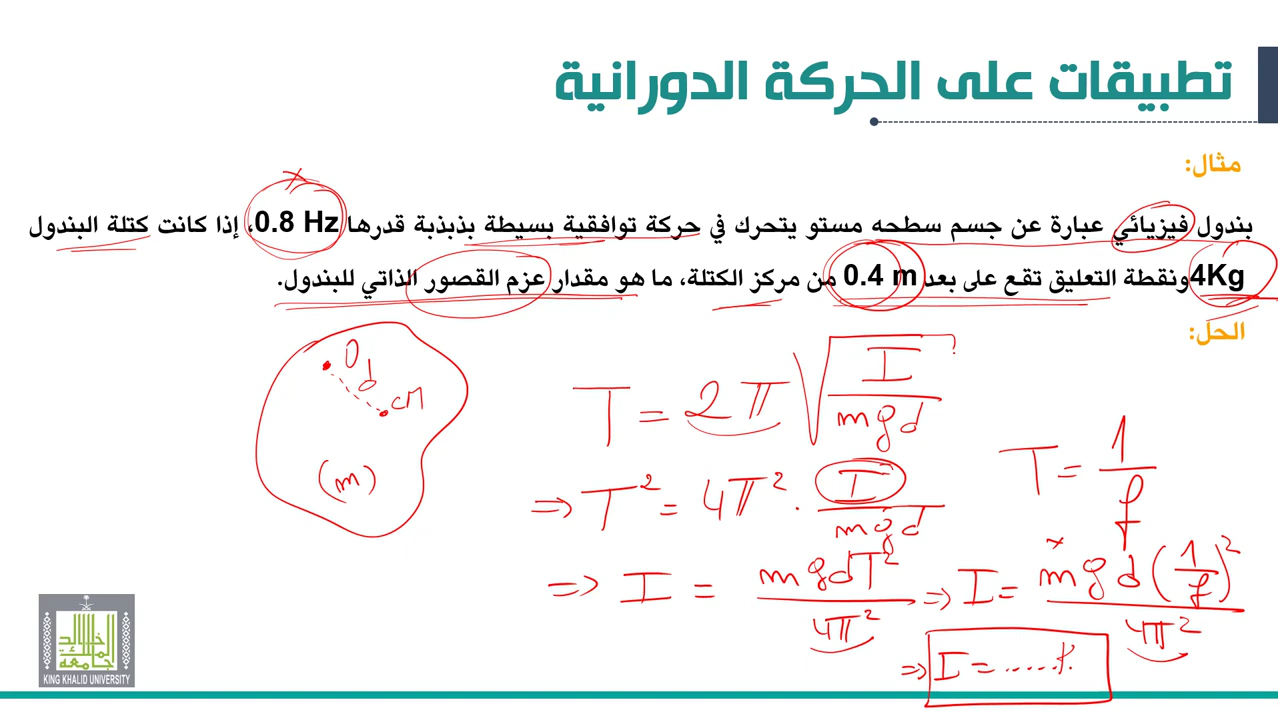 تطبيقات على الحركة الدورانية
مثال:
بندول فيزيائي عبارة عن جسم سطحه مستو يتحرك في حركة توافقية بسيطة بذبذبة قدرها 0.8 Hz، إذا كانت كتلة البندول
4Kg ونقطة التعليق تقع على بعد 0.4 m من مركز الكتلة، ما هو مقدار عزم القصور الذاتي للبندول.
الحل:
O
d
CM
(m)
T = 2π √(I / mgd) ?
T = 1/f
⇒ T² = 4π² · I / mgd
⇒ I = mgdT² / 4π² ⇒ I = mgd (1/f)² / 4π²
⇒ I = ......
جامعة الملك خالد
KING KHALID UNIVERSITY